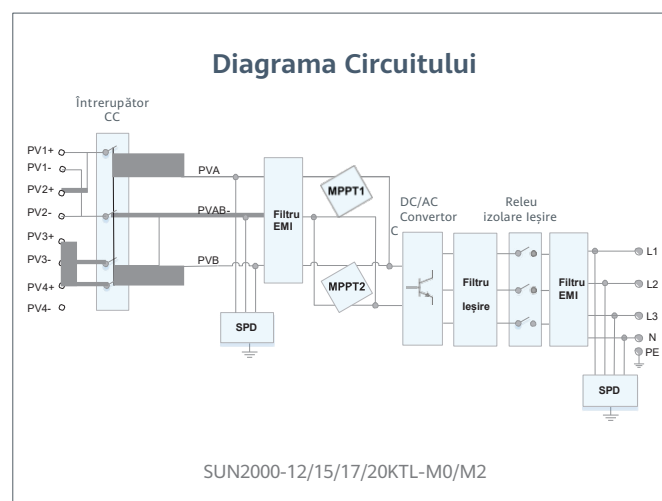 Diagrama Circuitului
Întrerupător
CC
PV1+
PV1-
PV2+
PV2-
PV3+
PV3-
PV4+
PV4-
PVA
PVAB-
PVB
SPD
Filtru
EMI
MPPT1
MPPT2
DC/AC
Convertor
C
Filtru
Ieșire
Releu
izolare Ieșire
Filtru
EMI
L1
L2
L3
N
PE
SPD
SUN2000-12/15/17/20KTL-M0/M2